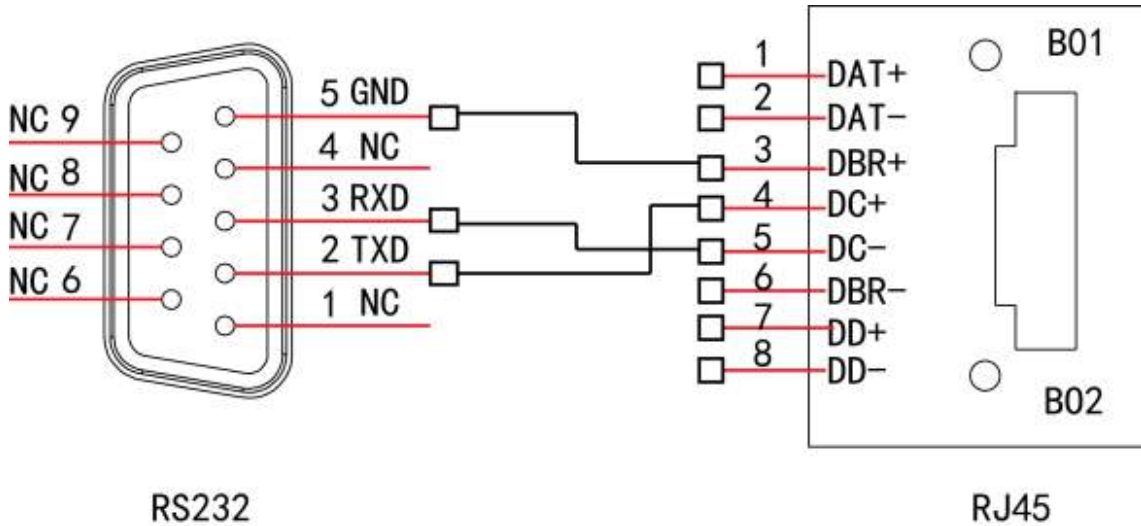 NC 9
NC 8
NC 7
NC 6
5 GND
4 NC
3 RXD
2 TXD
1 NC
1 DAT+
2 DAT-
3 DBR+
4 DC+
5 DC-
6 DBR-
7 DD+
8 DD-
B01
B02
RS232
RJ45